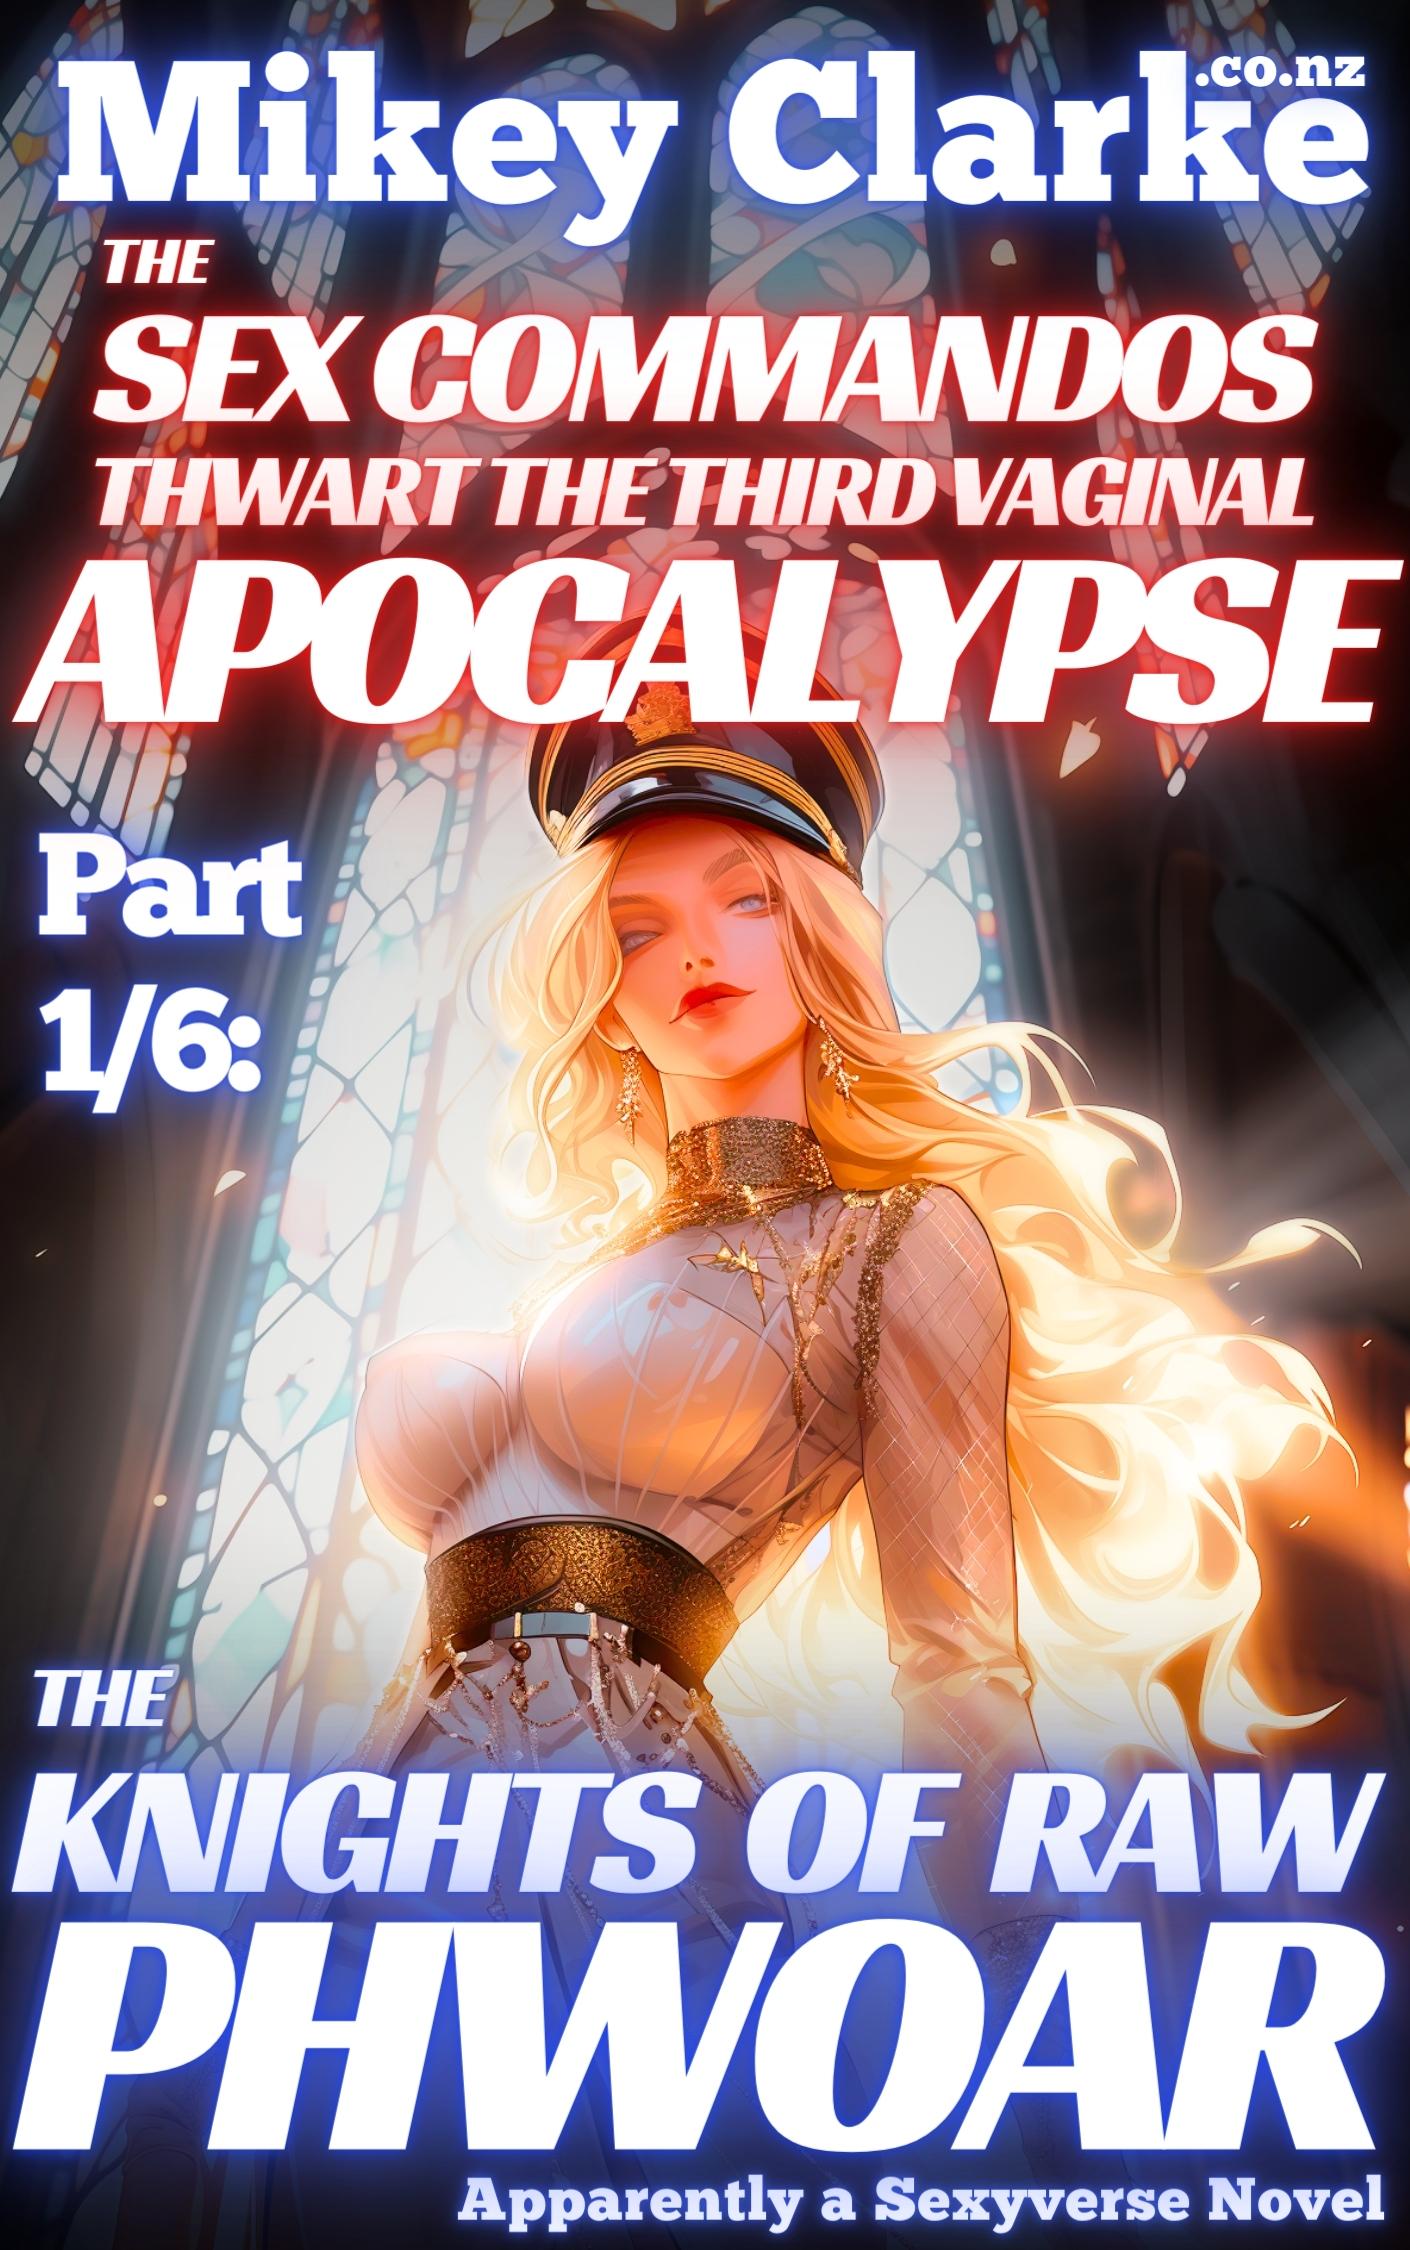 Mikey Clarke.co.nz
THE
SEX COMMANDOS
THWART THE THIRD VAGINAL
APOCALYPSE
Part
1/6:
THE
KNIGHTS OF RAW
PHWOAR
Apparently a Sexyverse Novel